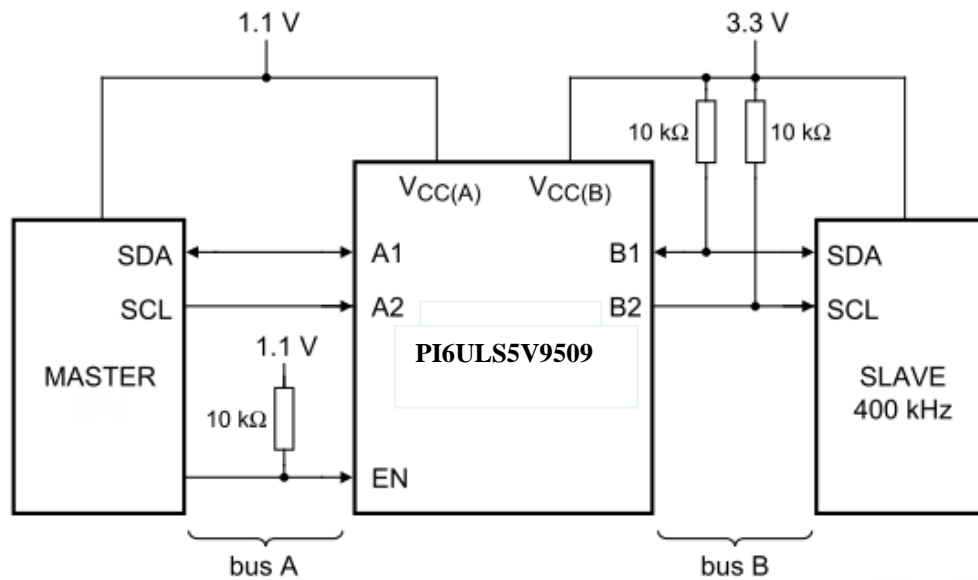 1.1 V
3.3 V
10 kΩ
10 kΩ
VCC(A)
VCC(B)
SDA
A1
B1
SDA
SCL
A2
B2
SCL
1.1 V
PI6ULS5V9509
MASTER
SLAVE
400 kHz
10 kΩ
EN
bus A
bus B